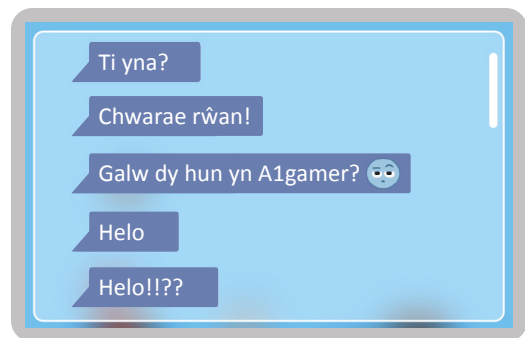 Ti yna?
Chwarae rŵan!
Galw dy hun yn A1gamer? 🙄
Helo
Helo!!??